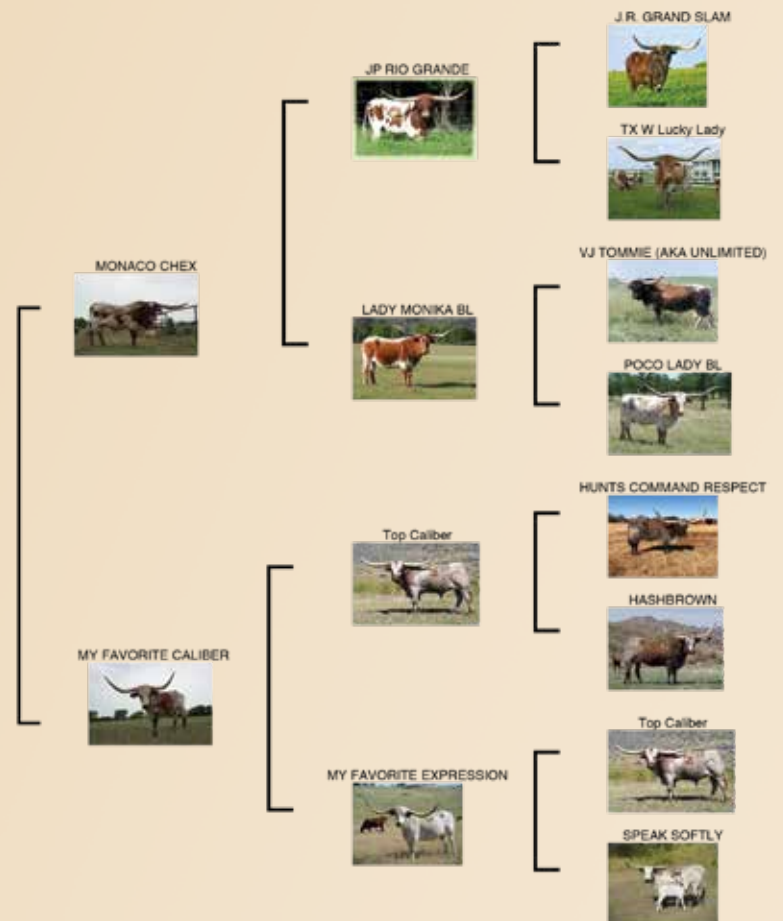 J.R. GRAND SLAM
JP RIO GRANDE
TX W Lucky Lady
MONACO CHEX
VJ TOMMIE (AKA UNLIMITED)
LADY MONIKA BL
POCO LADY BL
HUNTS COMMAND RESPECT
Top Caliber
HASHBROWN
MY FAVORITE CALIBER
Top Caliber
MY FAVORITE EXPRESSION
SPEAK SOFTLY